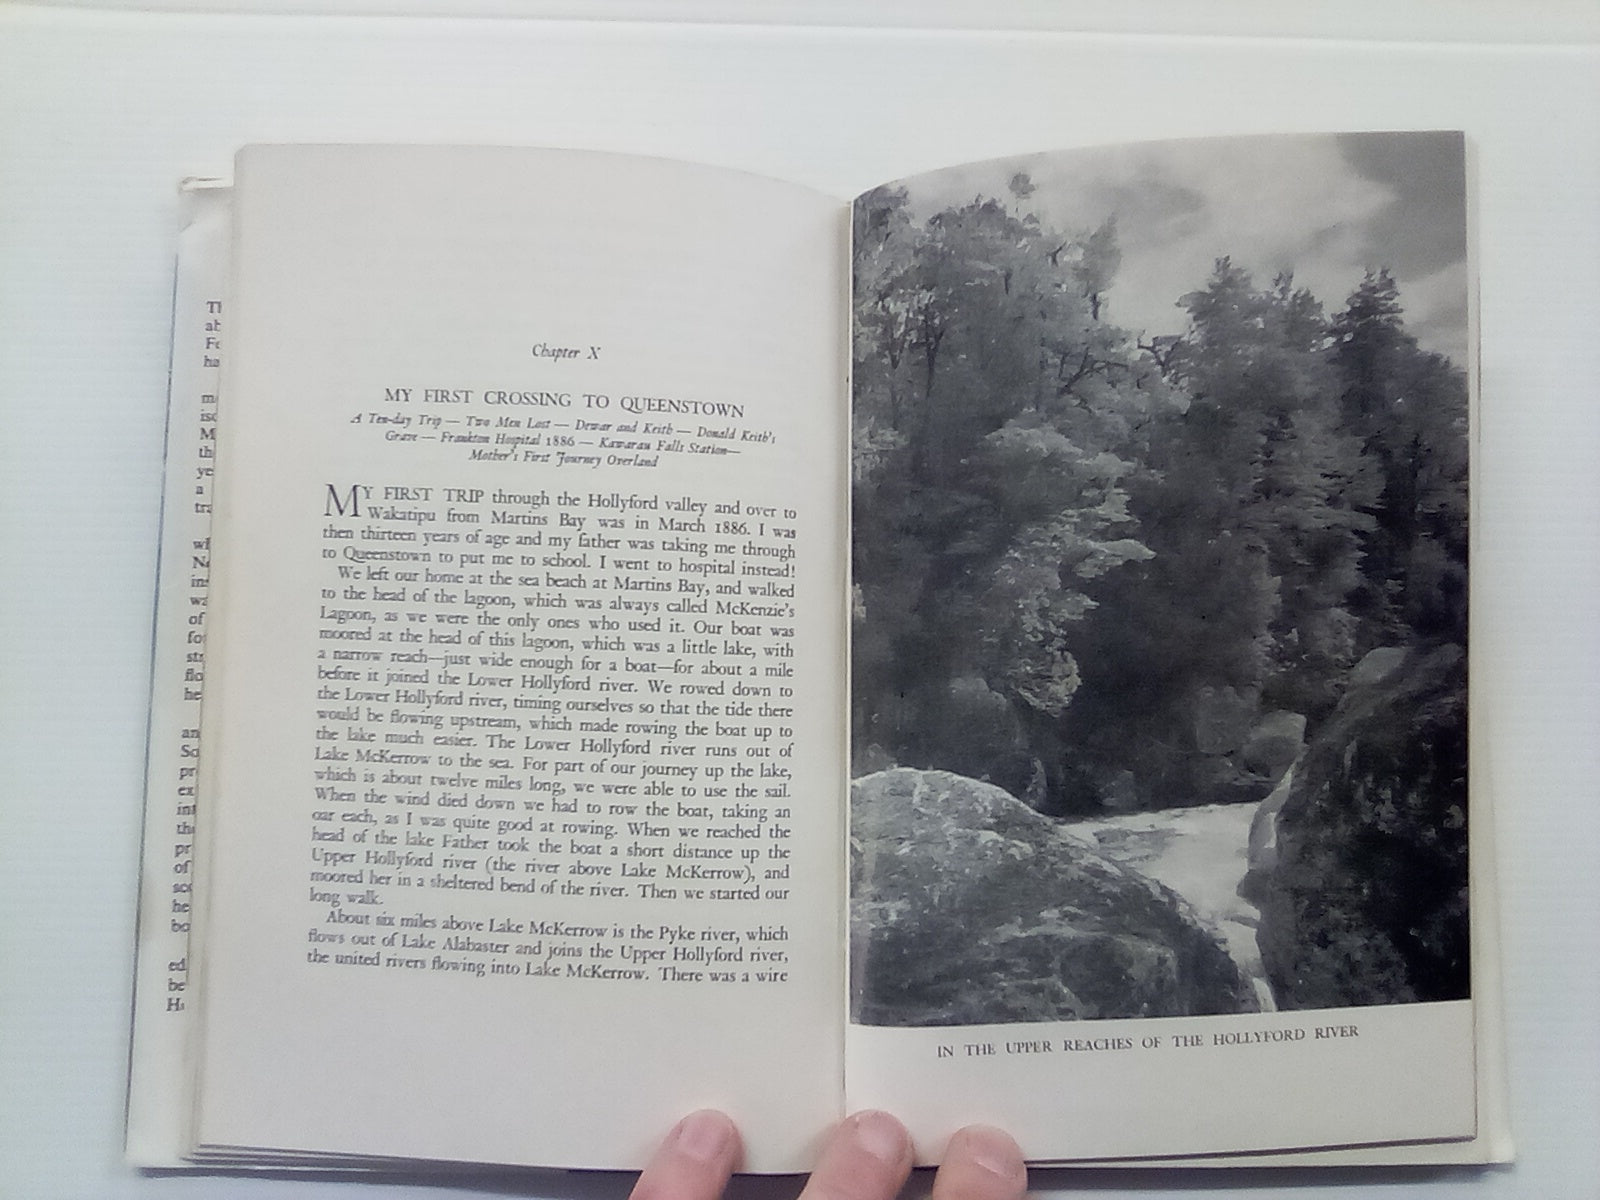 Chapter X
MY FIRST CROSSING TO QUEENSTOWN
A Ten-day Trip — Two Men Lost — Dewar and Keith — Donald Keith's
Grave — Frankton Hospital 1886 — Kawarau Falls Station—
Mother's First Journey Overland
MY FIRST TRIP through the Hollyford valley and over to
Wakatipu from Martins Bay was in March 1886. I was
then thirteen years of age and my father was taking me through
to Queenstown to put me to school. I went to hospital instead!
We left our home at the sea beach at Martins Bay, and walked
to the head of the lagoon, which was always called McKenzie's
Lagoon, as we were the only ones who used it. Our boat was
moored at the head of this lagoon, which was a little lake, with
a narrow reach—just wide enough for a boat—for about a mile
before it joined the Lower Hollyford river. We rowed down to
the Lower Hollyford river, timing ourselves so that the tide there
would be flowing upstream, which made rowing the boat up to
the lake much easier. The Lower Hollyford river runs out of
Lake McKerrow to the sea. For part of our journey up the lake,
which is about twelve miles long, we were able to use the sail.
When the wind died down we had to row the boat, taking an
oar each, as I was quite good at rowing. When we reached the
head of the lake Father took the boat a short distance up the
Upper Hollyford river (the river above Lake McKerrow), and
moored her in a sheltered bend of the river. Then we started our
long walk.
About six miles above Lake McKerrow is the Pyke river, which
flows out of Lake Alabaster and joins the Upper Hollyford river,
the united rivers flowing into Lake McKerrow. There was a wire
IN THE UPPER REACHES OF THE HOLLYFORD RIVER